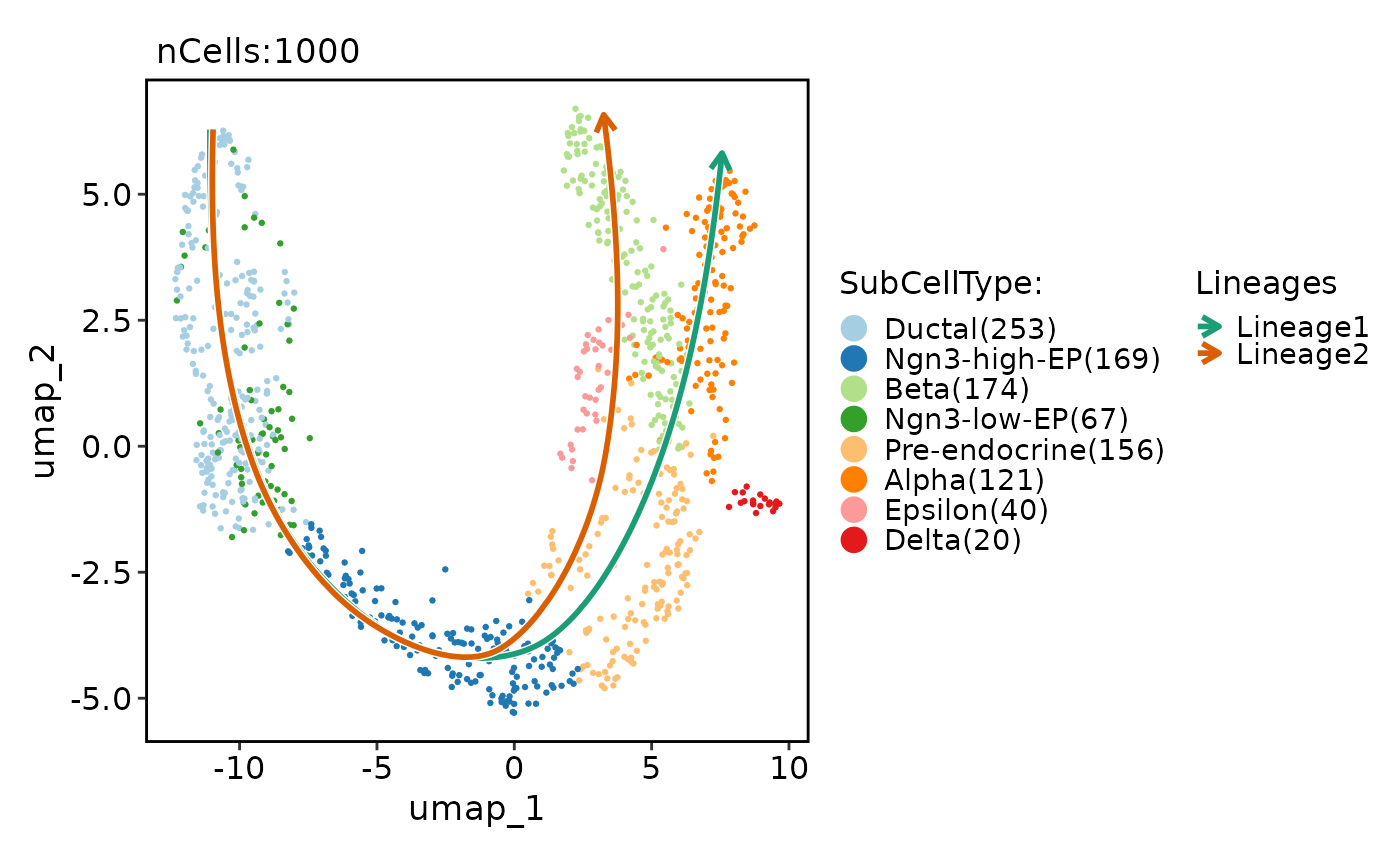 nCells:1000
umap_2
5.0
2.5
0.0
-2.5
-5.0
-10
-5
0
5
10
umap_1
SubCellType:
Ductal(253)
Ngn3-high-EP(169)
Beta(174)
Ngn3-low-EP(67)
Pre-endocrine(156)
Alpha(121)
Epsilon(40)
Delta(20)
Lineages
Lineage1
Lineage2